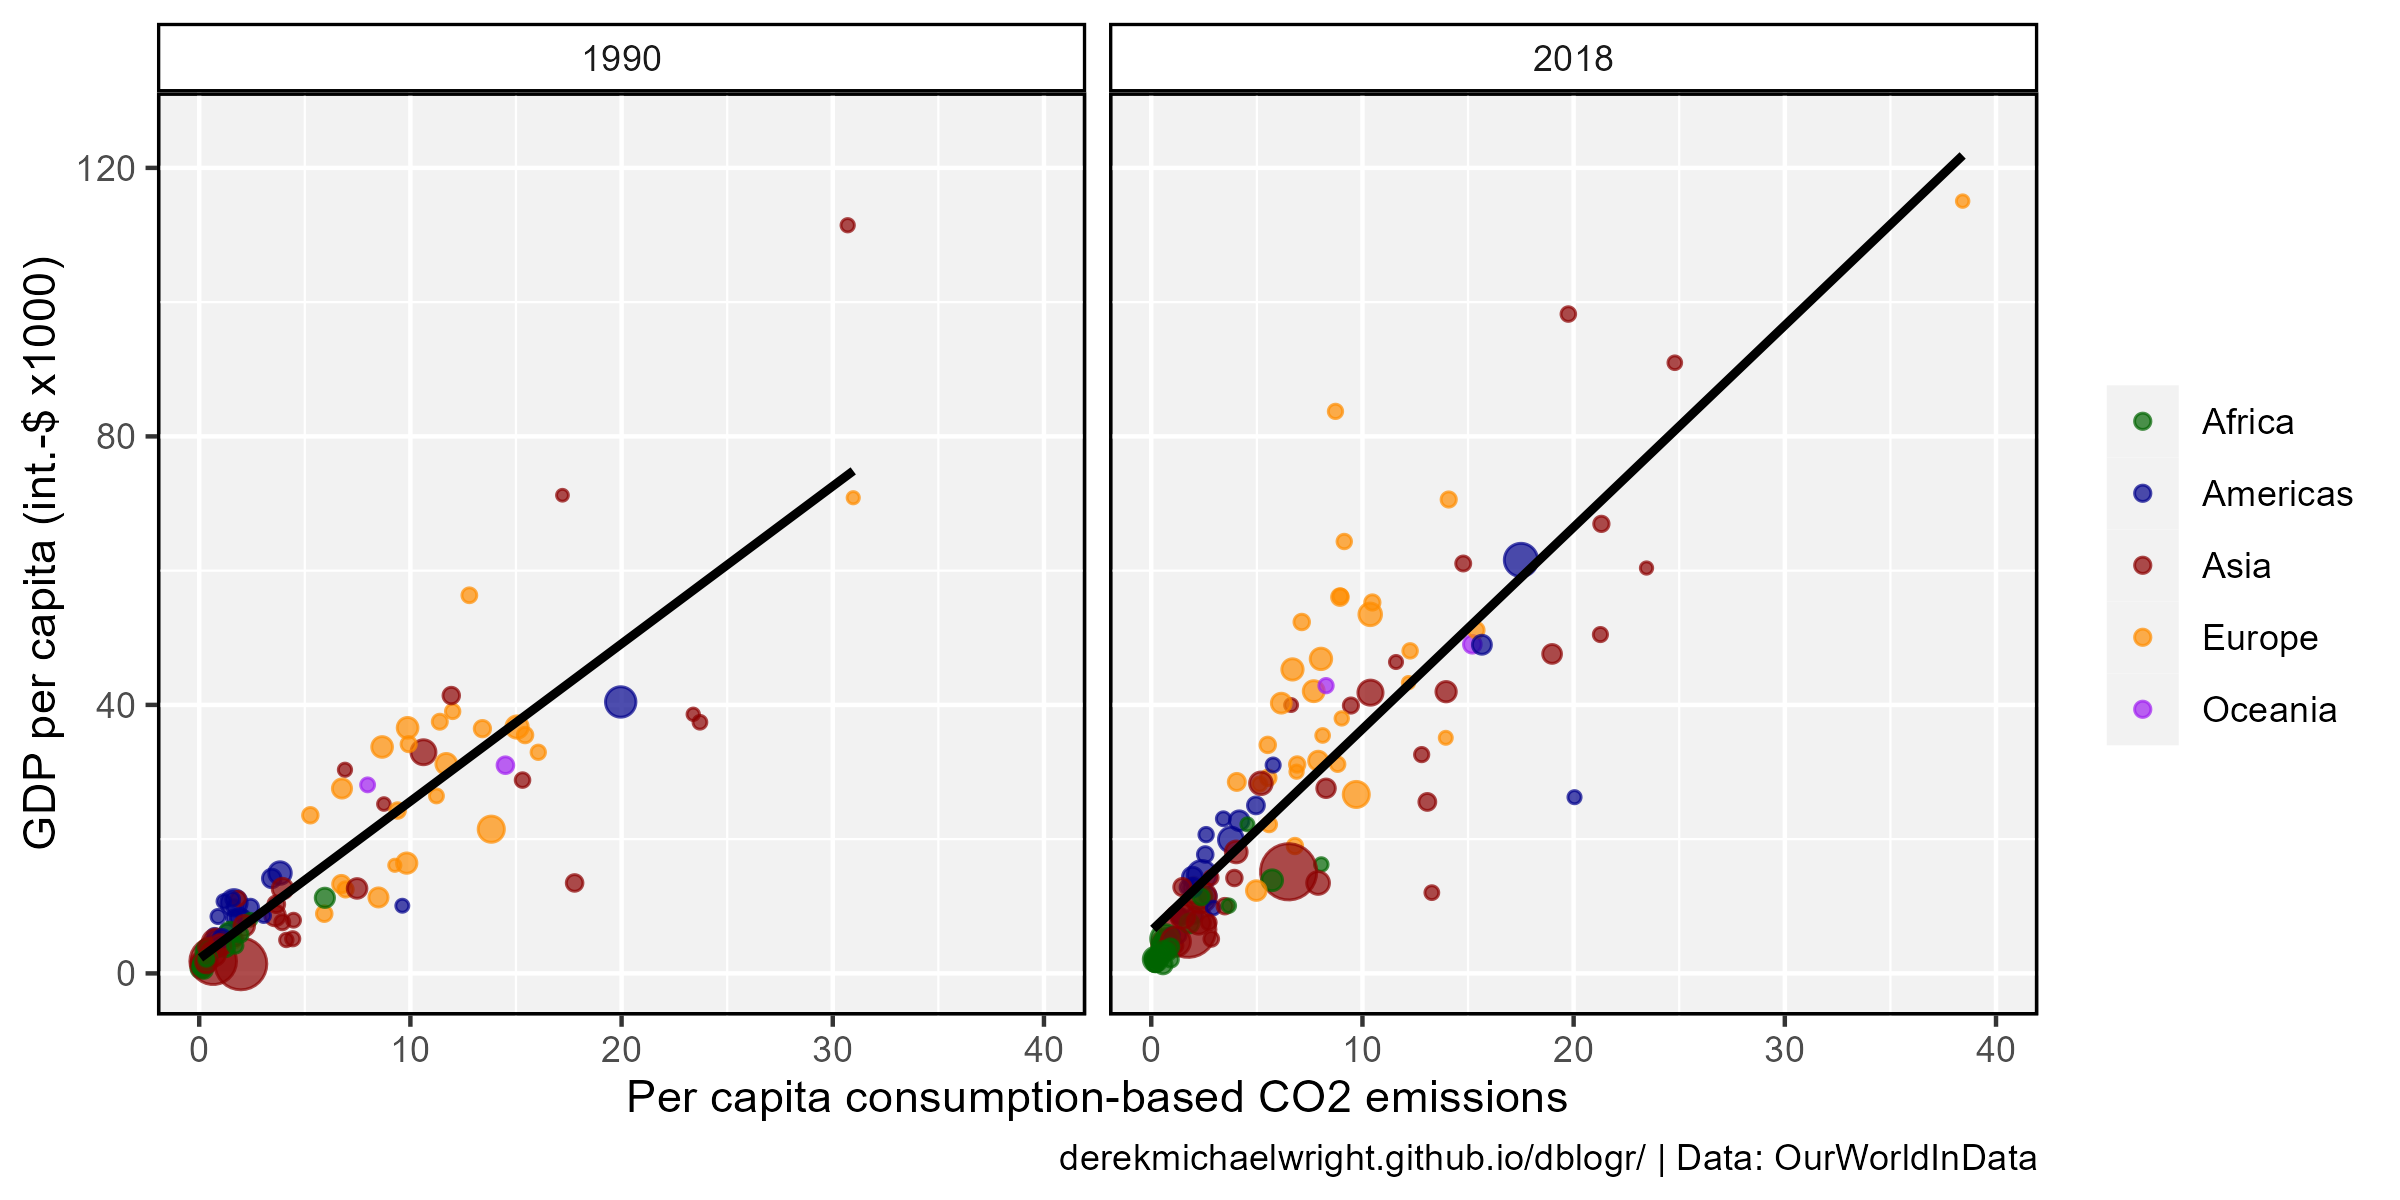 1990
2018
GDP per capita (int.-$ x1000)
120
80
40
0
0 10 20 30 40
0 10 20 30 40
Per capita consumption-based CO2 emissions
Africa
Americas
Asia
Europe
Oceania
derekmichaelwright.github.io/dblogr/ | Data: OurWorldInData